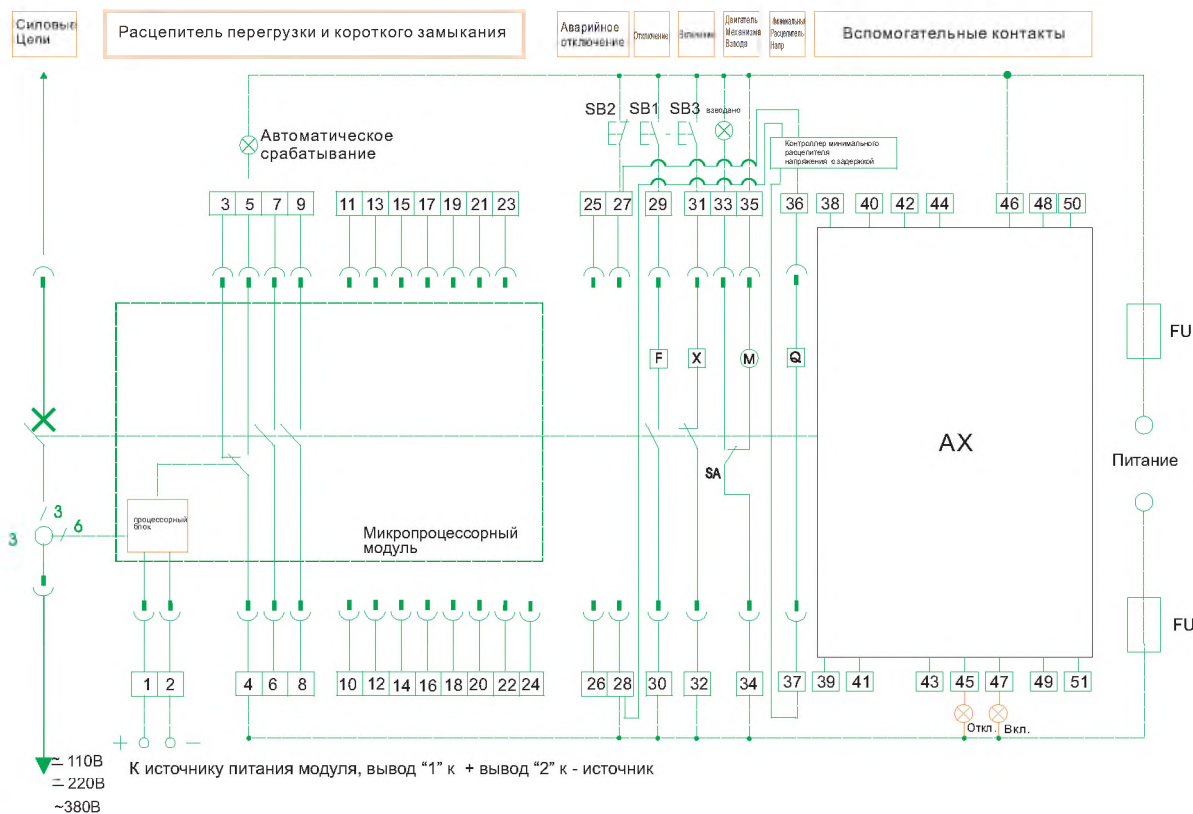 Силовые
Цепи
Расцепитель перегрузки и короткого замыкания
Аварийное
отключение
Отключение
Включение
Двигатель
Механизма
Взвода
Минимальный
Расцепитель
Напр
Вспомогательные контакты
SB2 SB1 SB3 взводано
Автоматическое
срабатывание
Контроллер минимального
расцепителя
напряжения с задержкой
3 5 7 9 11 13 15 17 19 21 23 25 27 29 31 33 35 36 38 40 42 44 46 48 50
FU
F X M Q
AX
Питание
SA
3
6
3
процессорный
блок
Микропроцессорный
модуль
FU
1 2 4 6 8 10 12 14 16 18 20 22 24 26 28 30 32 34 37 39 41 43 45 47 49 51
Откл. Вкл.
+ −
~ 110В
= 220В
~380В
К источнику питания модуля, вывод “1” к + вывод “2” к - источник